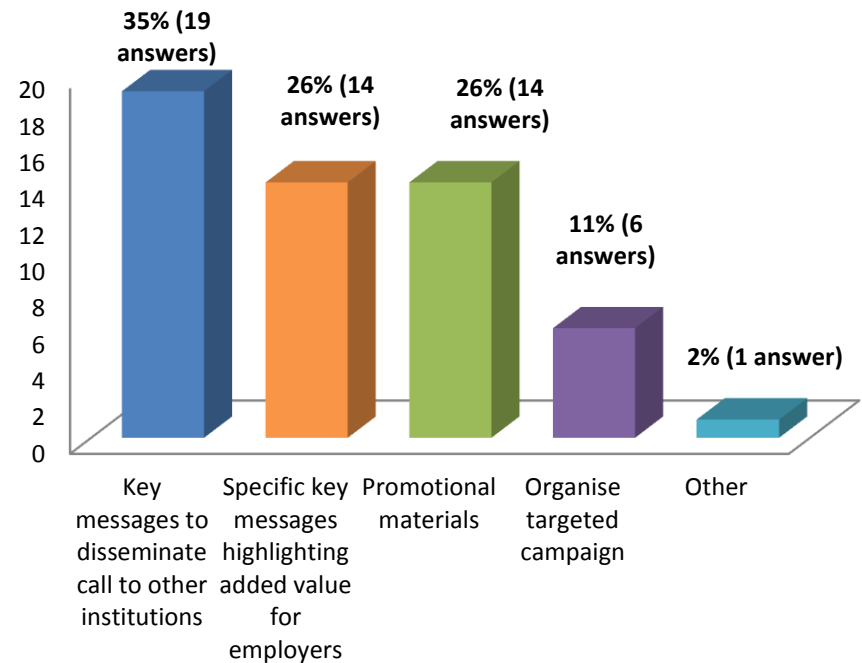 35% (19
answers)
26% (14
answers)
26% (14
answers)
11% (6
answers)
2% (1 answer)
20
18
16
14
12
10
8
6
4
2
0
Key
messages to
disseminate
call to other
institutions
Specific key
messages
highlighting
added value
for
employers
Promotional
materials
Organise
targeted
campaign
Other